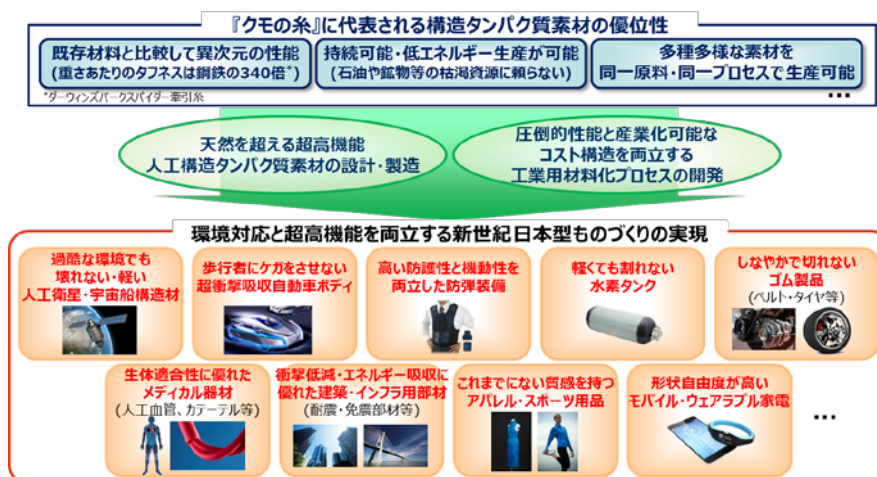 『クモの糸』に代表される構造タンパク質素材の優位性
既存材料と比較して異次元の性能
(重さあたりのタフネスは鋼鉄の340倍*)
持続可能・低エネルギー生産が可能
(石油や鉱物等の枯渇資源に頼らない)
多種多様な素材を
同一原料・同一プロセスで生産可能
*ダーウィンズバークスパイダー牽引糸
...
天然を超える超高機能
人工構造タンパク質素材の設計・製造
圧倒的性能と産業化可能な
コスト構造を両立する
工業用材料化プロセスの開発
環境対応と超高機能を両立する新世紀日本型ものづくりの実現
過酷な環境でも
壊れない・軽い
人工衛星・宇宙船構造材
歩行者にケガをさせない
超衝撃吸収自動車ボディ
高い防護性と機動性を
両立した防弾装備
軽くても割れない
水素タンク
しなやかで切れない
ゴム製品
(ベルト・タイヤ等)
生体適合性に優れた
メディカル器材
(人工血管、カテーテル等)
衝撃低減・エネルギー吸収に
優れた建築・インフラ用部材
(耐震・免震部材等)
これまでにない質感を持つ
アパレル・スポーツ用品
形状自由度が高い
モバイル・ウェアラブル家電
...